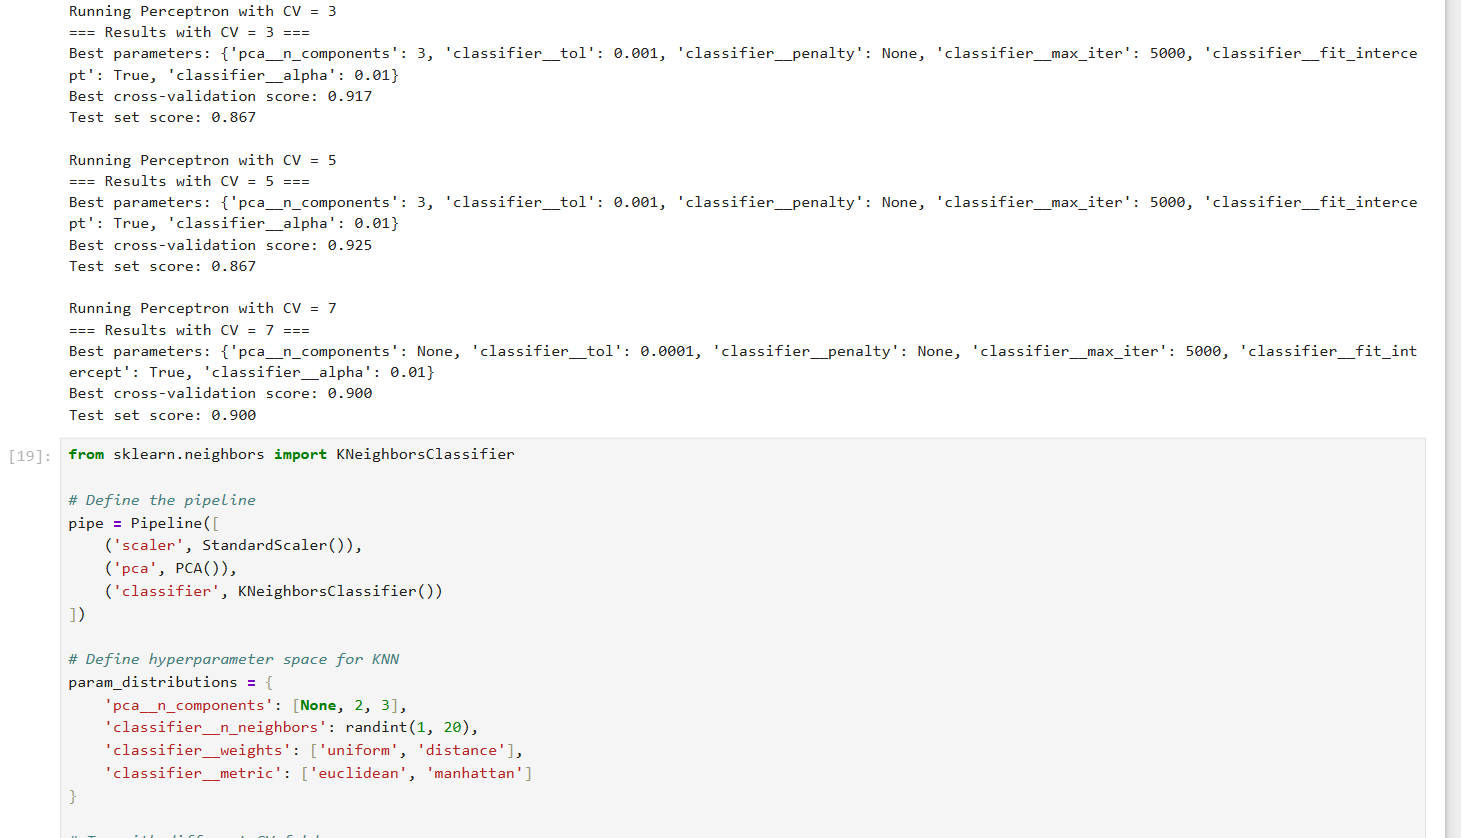 Running Perceptron with CV = 3
=== Results with CV = 3 ===
Best parameters: {'pca__n_components': 3, 'classifier__tol': 0.001, 'classifier__penalty': None, 'classifier__max_iter': 5000, 'classifier__fit_interce
pt': True, 'classifier__alpha': 0.01}
Best cross-validation score: 0.917
Test set score: 0.867
Running Perceptron with CV = 5
=== Results with CV = 5 ===
Best parameters: {'pca__n_components': 3, 'classifier__tol': 0.001, 'classifier__penalty': None, 'classifier__max_iter': 5000, 'classifier__fit_interce
pt': True, 'classifier__alpha': 0.01}
Best cross-validation score: 0.925
Test set score: 0.867
Running Perceptron with CV = 7
=== Results with CV = 7 ===
Best parameters: {'pca__n_components': None, 'classifier__tol': 0.0001, 'classifier__penalty': None, 'classifier__max_iter': 5000, 'classifier__fit_int
ercept': True, 'classifier__alpha': 0.01}
Best cross-validation score: 0.900
Test set score: 0.900
[19]: from sklearn.neighbors import KNeighborsClassifier
# Define the pipeline
pipe = Pipeline([
    ('scaler', StandardScaler()),
    ('pca', PCA()),
    ('classifier', KNeighborsClassifier())
])
# Define hyperparameter space for KNN
param_distributions = {
    'pca__n_components': [None, 2, 3],
    'classifier__n_neighbors': randint(1, 20),
    'classifier__weights': ['uniform', 'distance'],
    'classifier__metric': ['euclidean', 'manhattan']
}